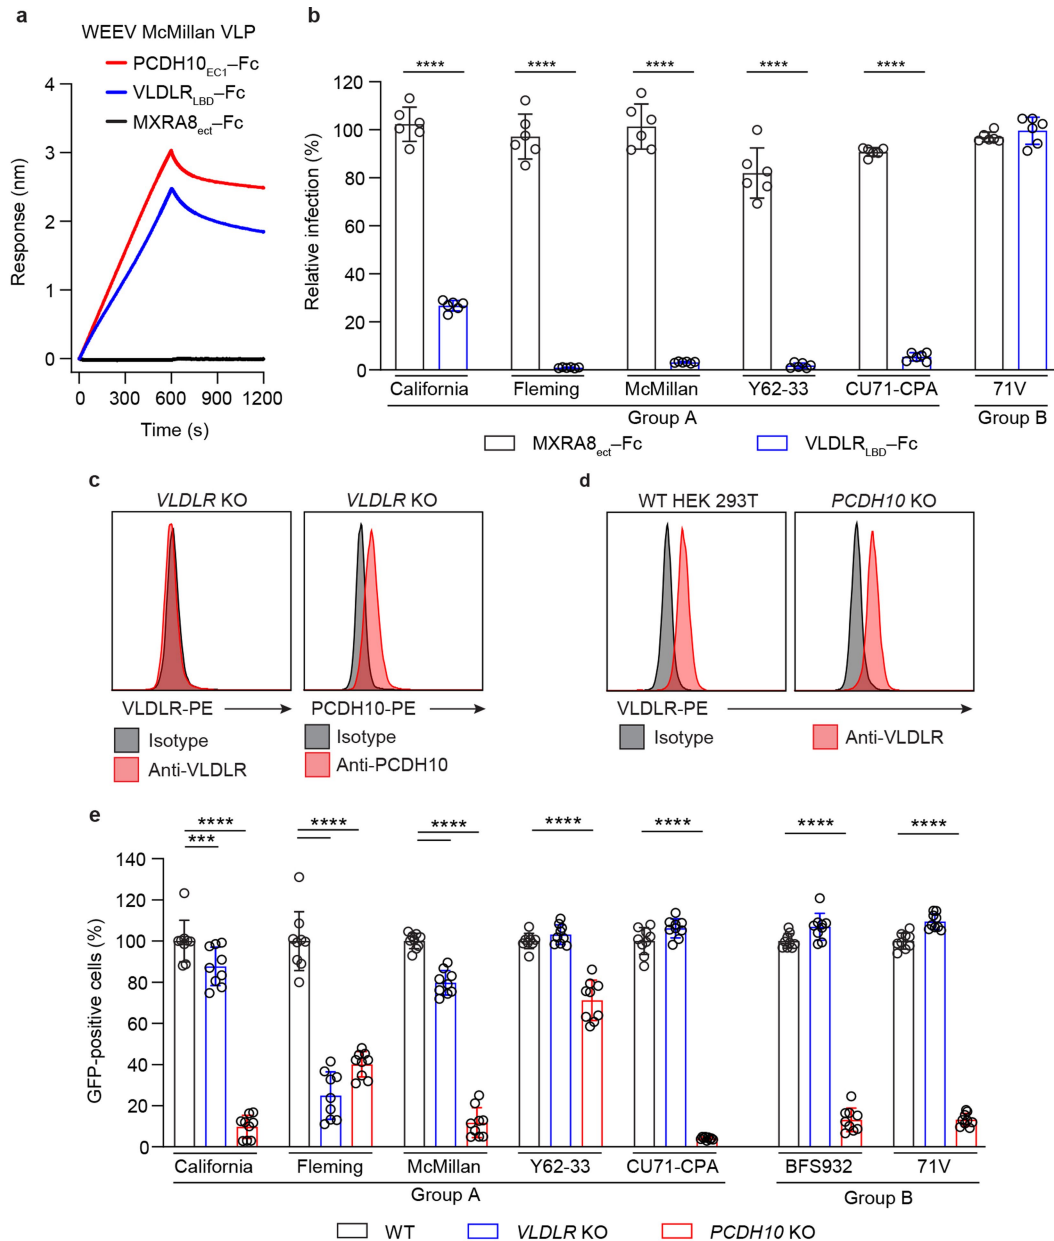 a
WEEV McMillan VLP
PCDH10EC1–Fc
VLDLRLBD–Fc
MXRA8ect–Fc
Response (nm)
4
3
2
1
0
0 300 600 900 1200
Time (s)
b
**** **** **** **** ****
Relative infection (%)
120
100
80
60
40
20
0
California Fleming McMillan Y62-33 CU71-CPA 71V
Group A Group B
MXRA8ect–Fc VLDLRLBD–Fc
c
VLDLR KO VLDLR KO
VLDLR-PE PCDH10-PE
Isotype Isotype
Anti-VLDLR Anti-PCDH10
d
WT HEK 293T PCDH10 KO
VLDLR-PE
Isotype Anti-VLDLR
e
**** **** **** **** **** **** ****
***
GFP-positive cells (%)
140
120
100
80
60
40
20
0
California Fleming McMillan Y62-33 CU71-CPA BFS932 71V
Group A Group B
WT VLDLR KO PCDH10 KO